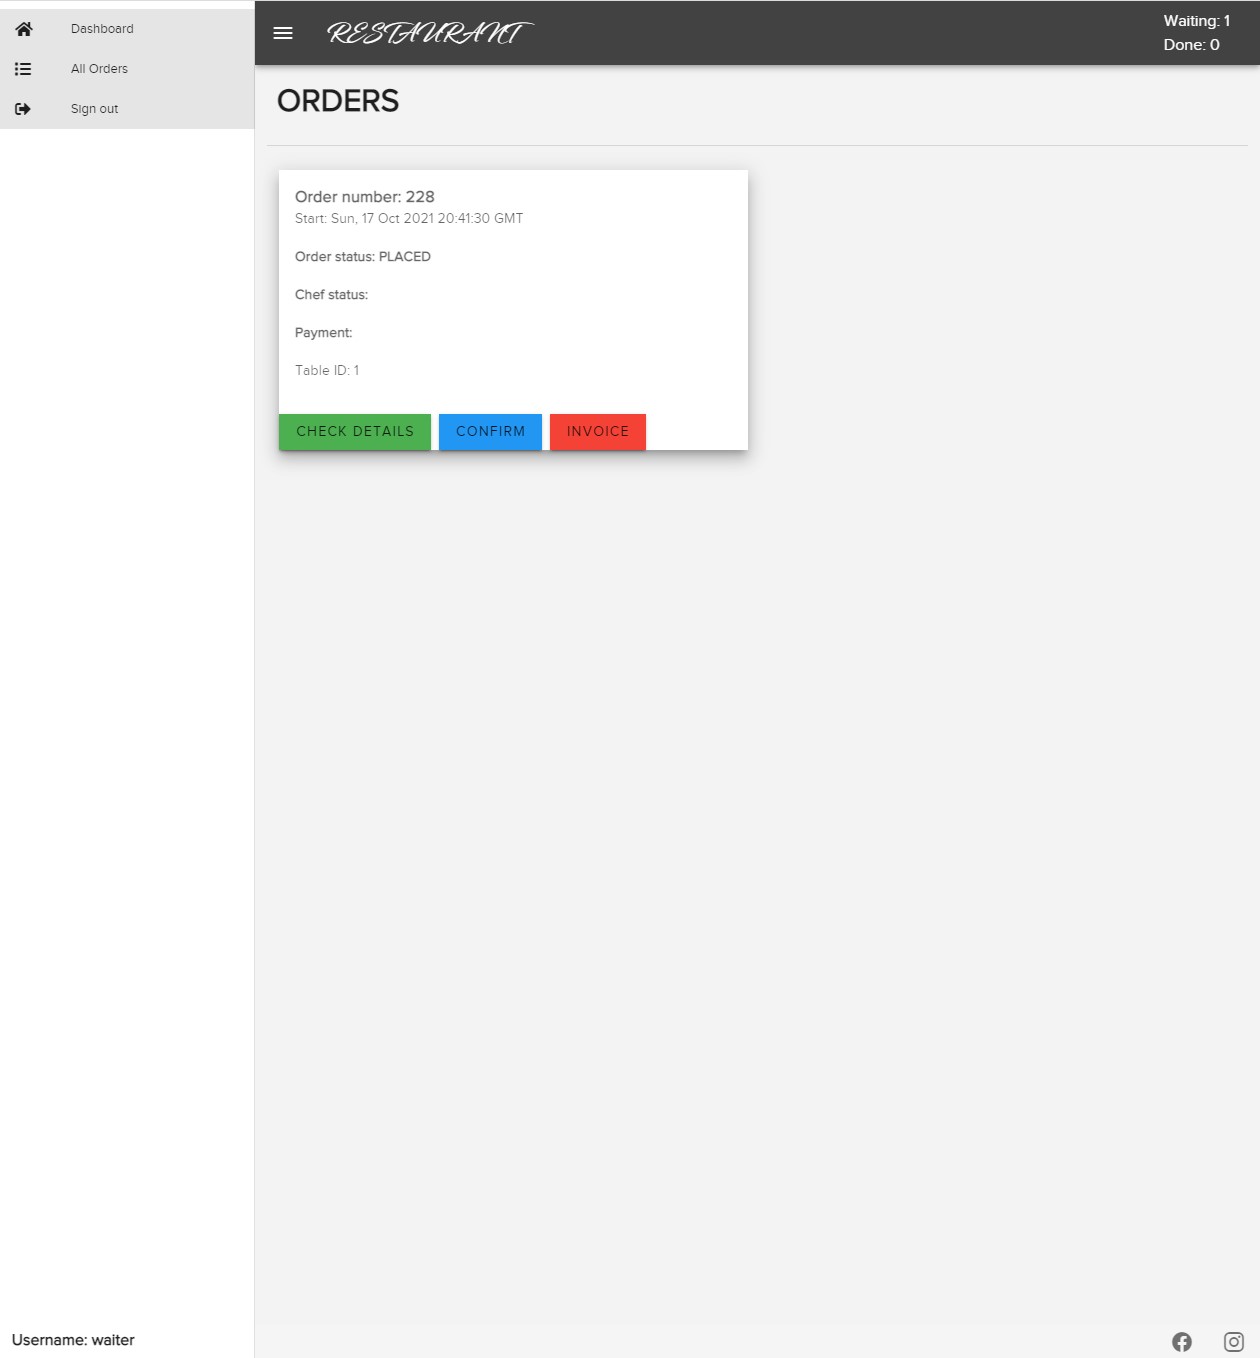 Dashboard
All Orders
Sign out
RESTAURANT
Waiting: 1
Done: 0
ORDERS
Order number: 228
Start: Sun, 17 Oct 2021 20:41:30 GMT
Order status: PLACED
Chef status:
Payment:
Table ID: 1
CHECK DETAILS
CONFIRM
INVOICE
Username: waiter